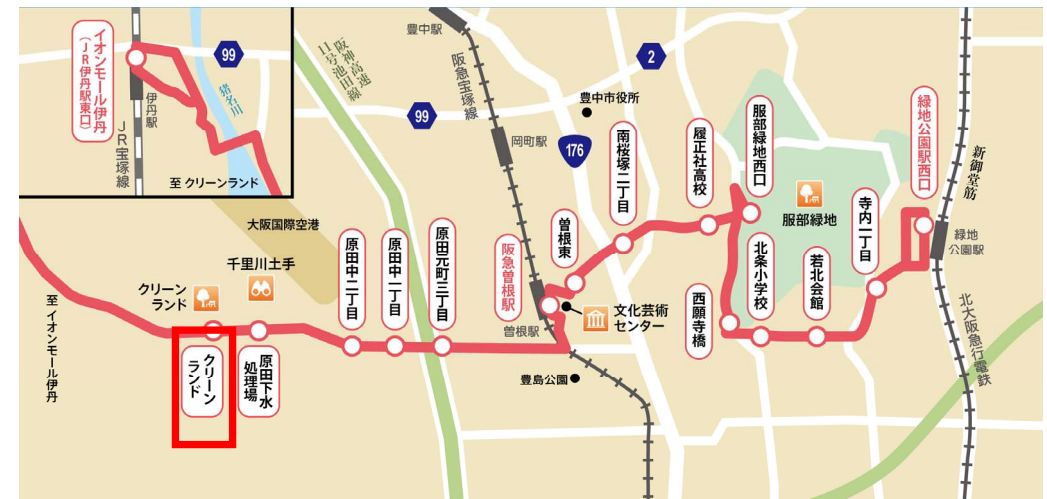 イオンモール伊丹
（JR伊丹駅東口）
伊丹駅
JR宝塚線
99
猪名川
至 クリーンランド
阪神高速
11号池田線
豊中駅
阪急宝塚線
2
99
豊中市役所
岡町駅
176
南桜塚二丁目
履正社高校
服部緑地西口
緑地公園駅西口
新御堂筋
服部緑地
寺内一丁目
緑地
公園駅
大阪国際空港
千里川土手
クリーン
ランド
原田中二丁目
原田中一丁目
原田元町三丁目
阪急曽根駅
曽根東
文化芸術
センター
曽根駅
西願寺橋
北条小学校
若北会館
至 イオンモール伊丹
クリーン
ランド
原田下水
処理場
豊島公園
北大阪急行電鉄